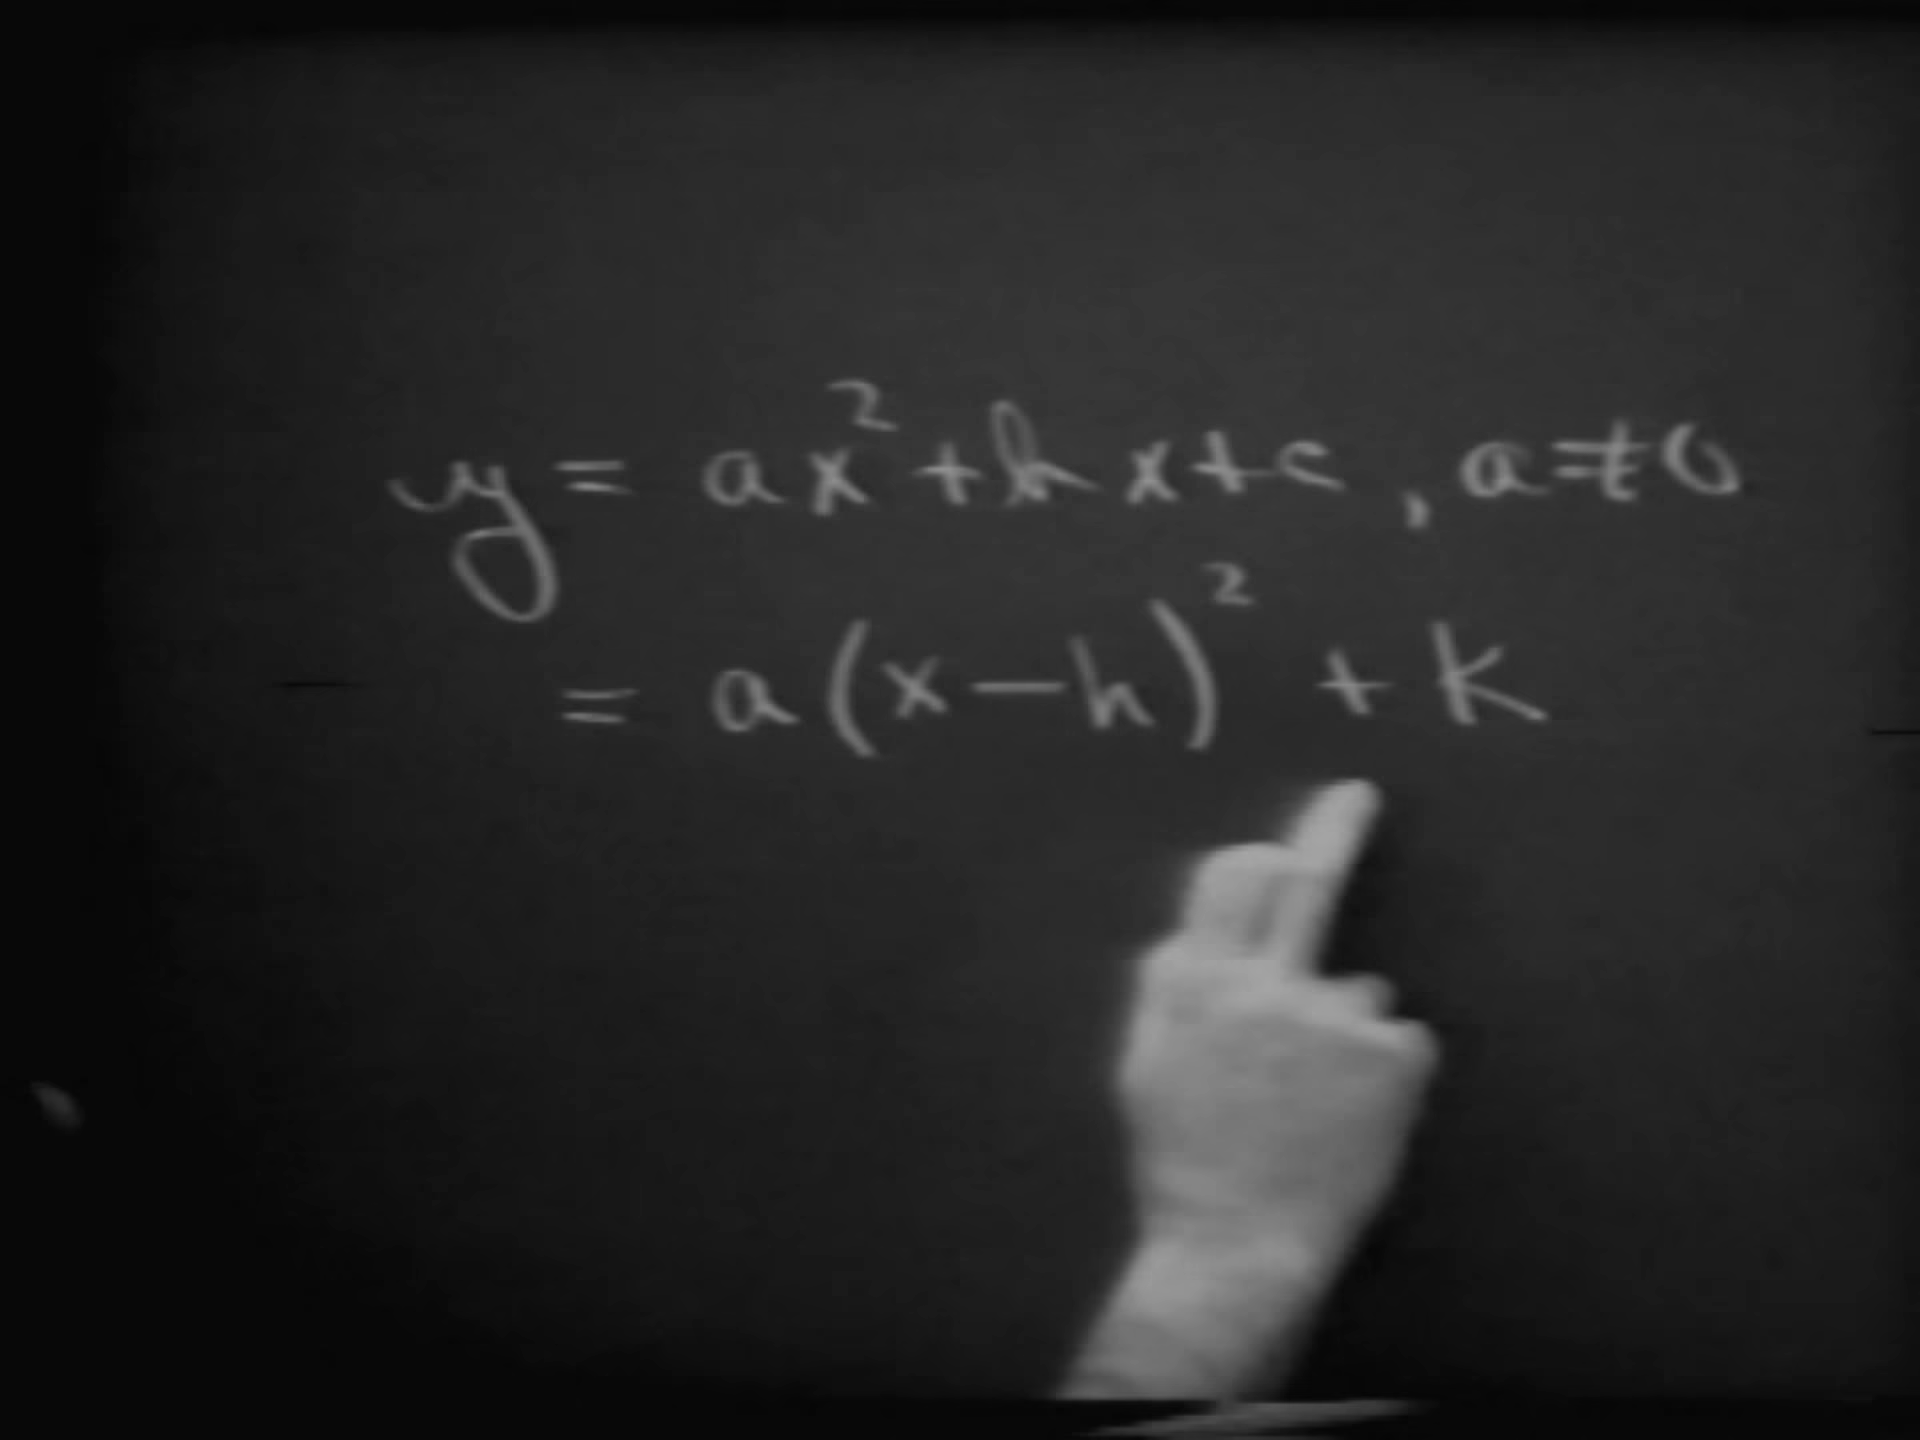 y = ax² + bx + c , a ≠ 0
= a(x - h)² + k